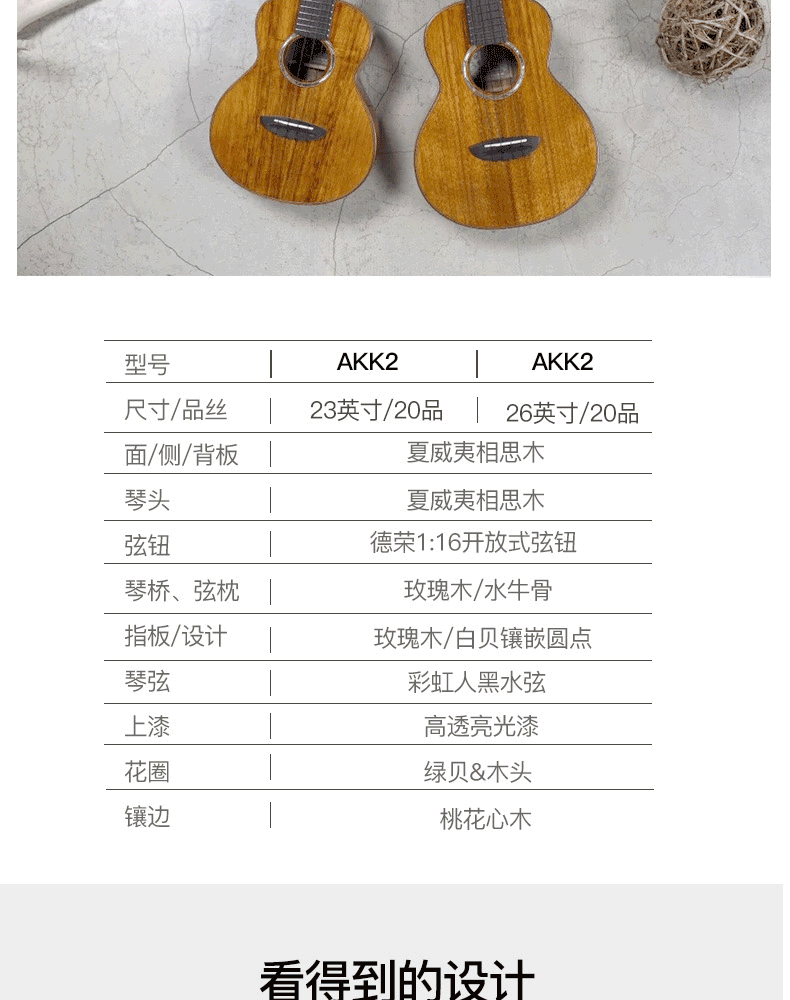 型号 AKK2 AKK2
尺寸/品丝 23英寸/20品 26英寸/20品
面/侧/背板 夏威夷相思木
琴头 夏威夷相思木
弦钮 德荣1:16开放式弦钮
琴桥、弦枕 玫瑰木/水牛骨
指板/设计 玫瑰木/白贝镶嵌圆点
琴弦 彩虹人黑水弦
上漆 高透亮光漆
花圈 绿贝&木头
镶边 桃花心木
看得到的设计